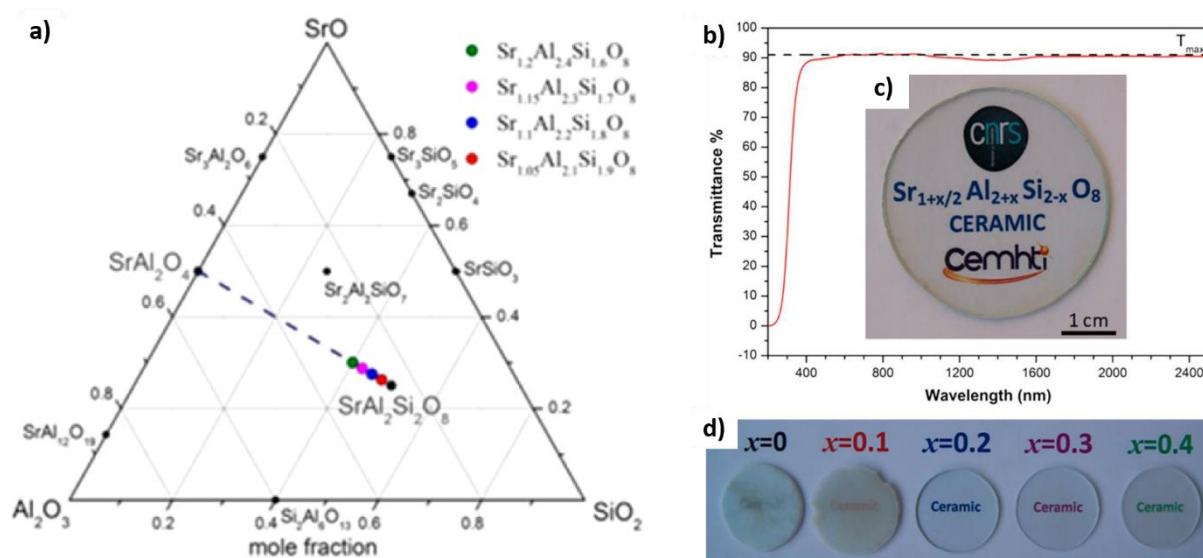 a)
SrO
Sr1.2Al2.4Si1.6O8
Sr1.15Al2.3Si1.7O8
Sr1.1Al2.2Si1.8O8
Sr1.05Al2.1Si1.9O8
0.2
0.8
Sr3Al2O6
Sr3SiO5
Sr2SiO4
0.4
0.6
SrAl2O4
SrSiO3
Sr2Al2SiO7
0.6
0.4
SrAl2Si2O8
0.8
0.2
SrAl12O19
Al2O3
Si2Al6O13
SiO2
0.4
0.6
mole fraction
b)
Transmittance %
100
90
80
70
60
50
40
30
20
10
0
-10
Tmax
c)
cnrs
Sr1+x/2 Al2+x Si2-x O8
CERAMIC
Cemhti
1 cm
400
800
1200
1600
2000
2400
Wavelength (nm)
d)
x=0
x=0.1
x=0.2
x=0.3
x=0.4
Ceramic
Ceramic
Ceramic
Ceramic